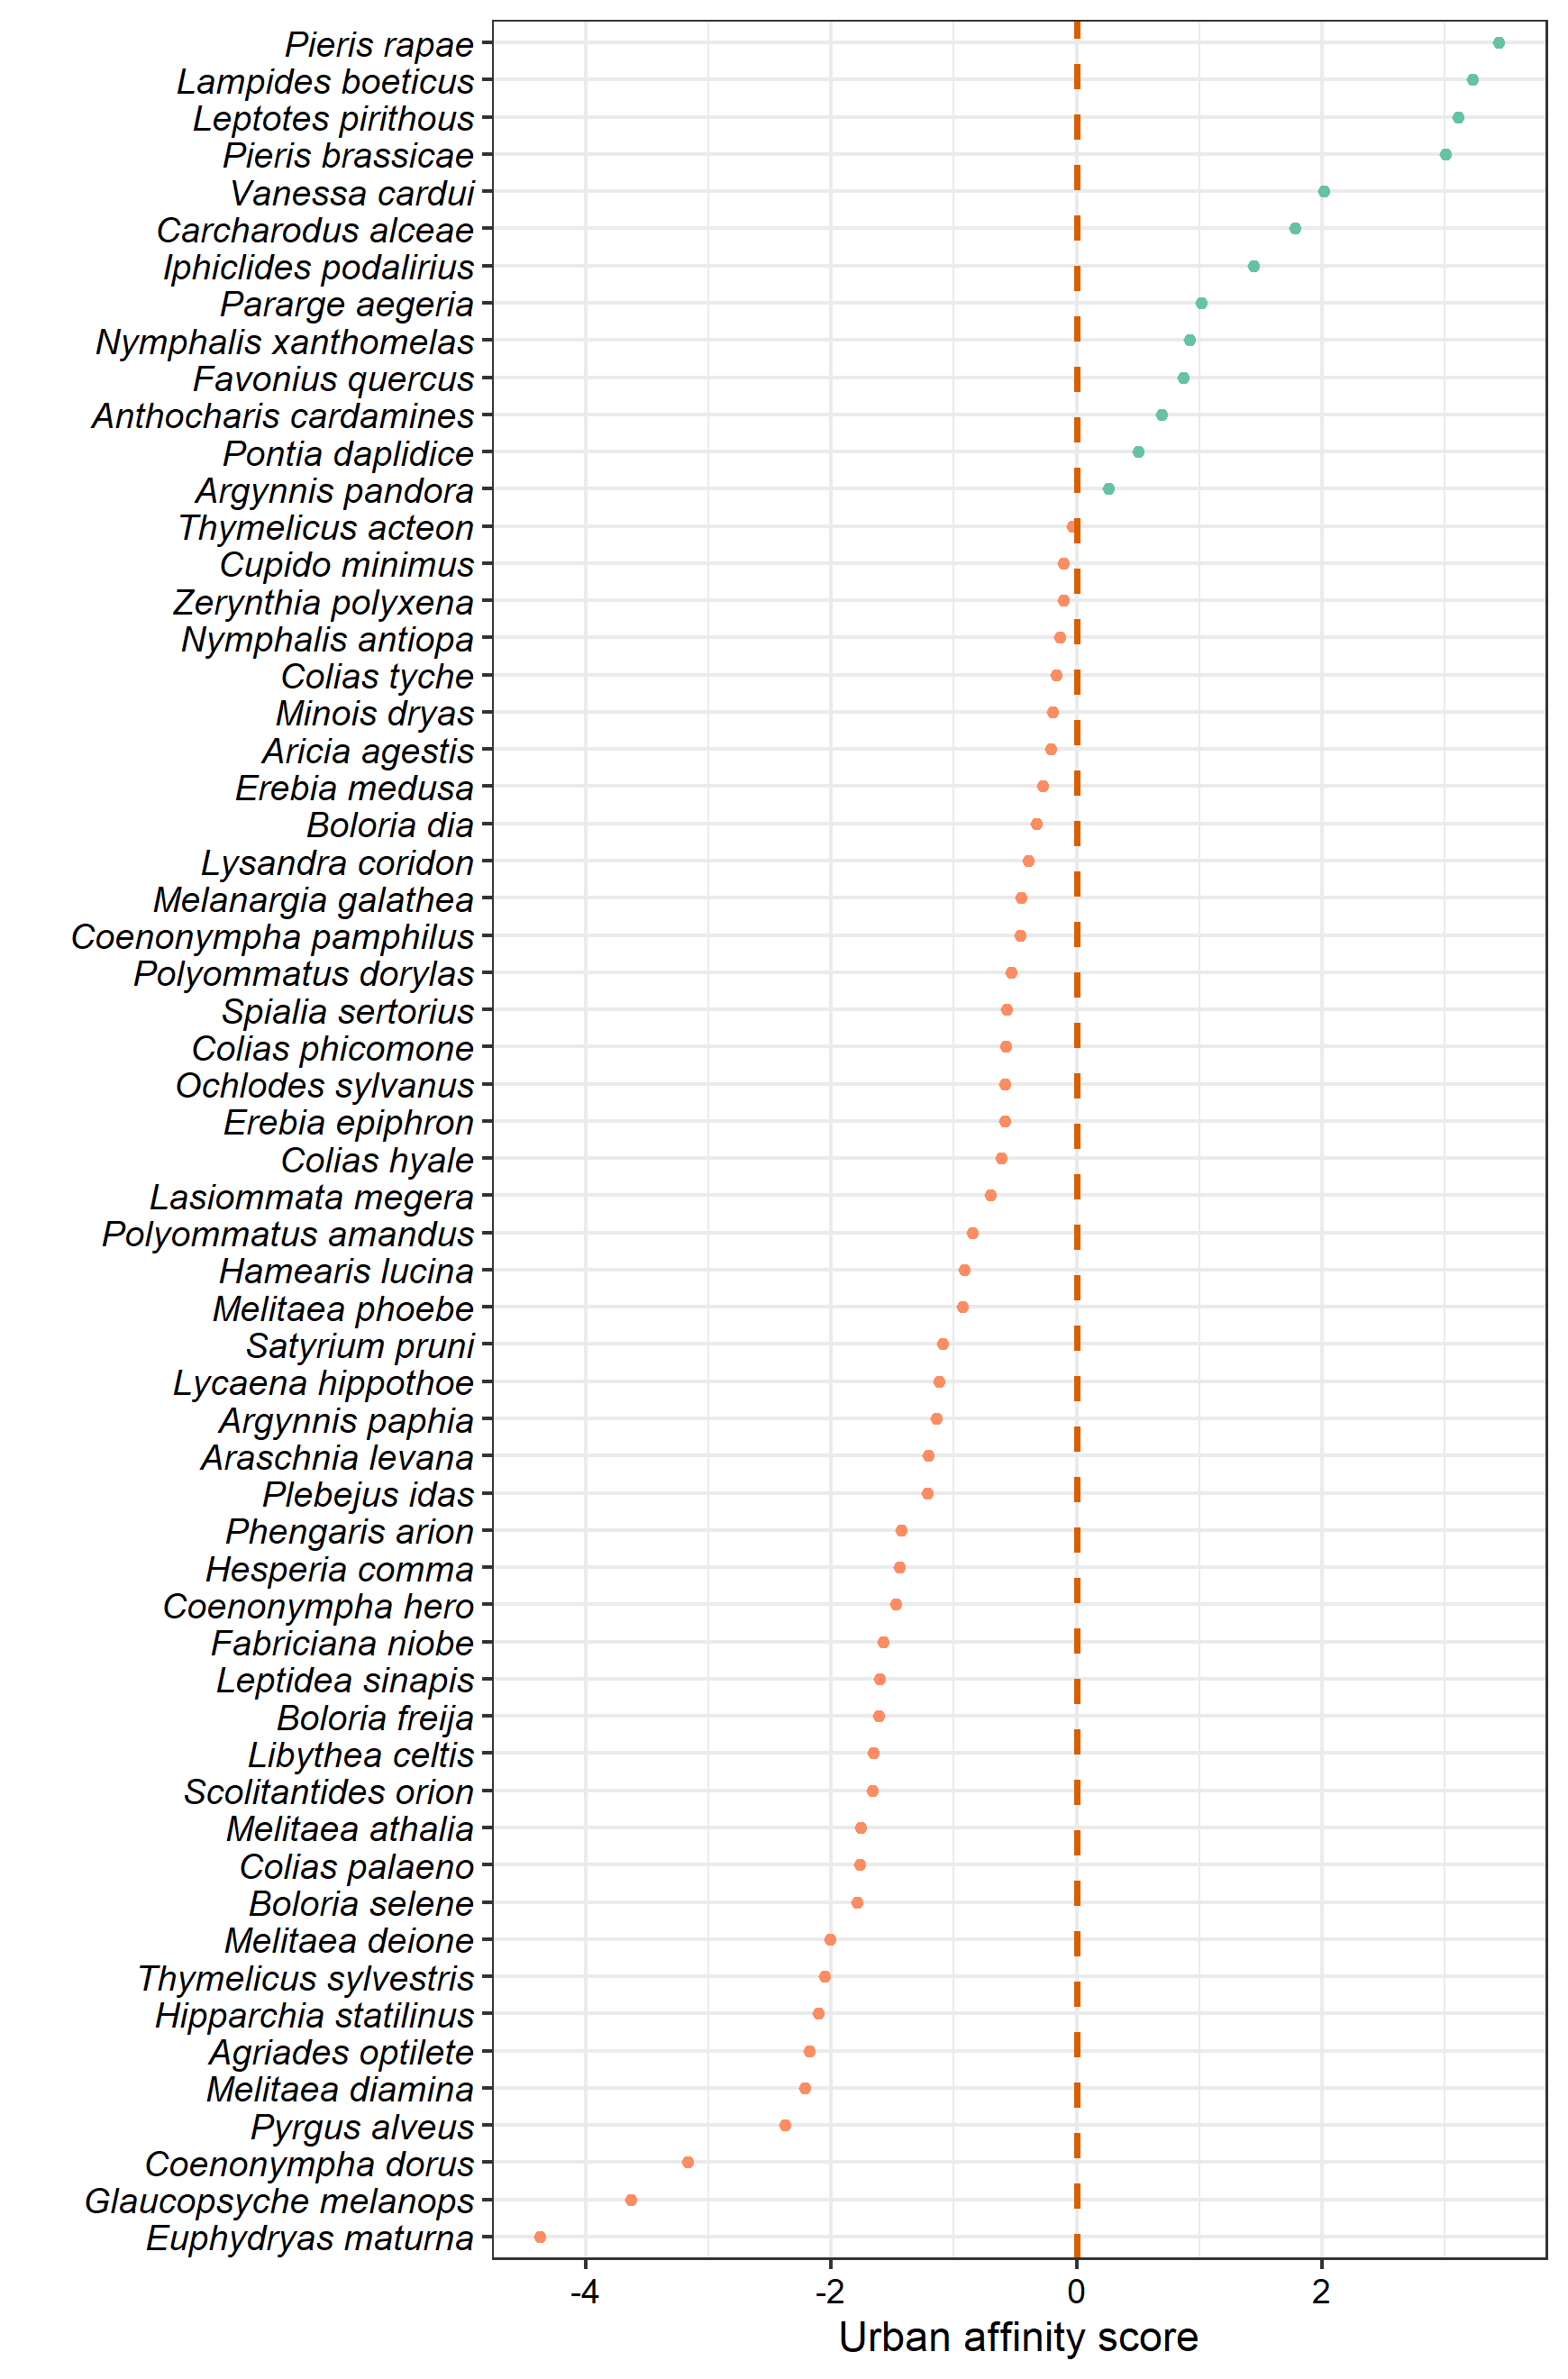 Pieris rapae
Lampides boeticus
Leptotes pirithous
Pieris brassicae
Vanessa cardui
Carcharodus alceae
Iphiclides podalirius
Pararge aegeria
Nymphalis xanthomelas
Favonius quercus
Anthocharis cardamines
Pontia daplidice
Argynnis pandora
Thymelicus acteon
Cupido minimus
Zerynthia polyxena
Nymphalis antiopa
Colias tyche
Minois dryas
Aricia agestis
Erebia medusa
Boloria dia
Lysandra coridon
Melanargia galathea
Coenonympha pamphilus
Polyommatus dorylas
Spialia sertorius
Colias phicomone
Ochlodes sylvanus
Erebia epiphron
Colias hyale
Lasiommata megera
Polyommatus amandus
Hamearis lucina
Melitaea phoebe
Satyrium pruni
Lycaena hippothoe
Argynnis paphia
Araschnia levana
Plebejus idas
Phengaris arion
Hesperia comma
Coenonympha hero
Fabriciana niobe
Leptidea sinapis
Boloria freija
Libythea celtis
Scolitantides orion
Melitaea athalia
Colias palaeno
Boloria selene
Melitaea deione
Thymelicus sylvestris
Hipparchia statilinus
Agriades optilete
Melitaea diamina
Pyrgus alveus
Coenonympha dorus
Glaucopsyche melanops
Euphydryas maturna
-4 -2 0 2
Urban affinity score